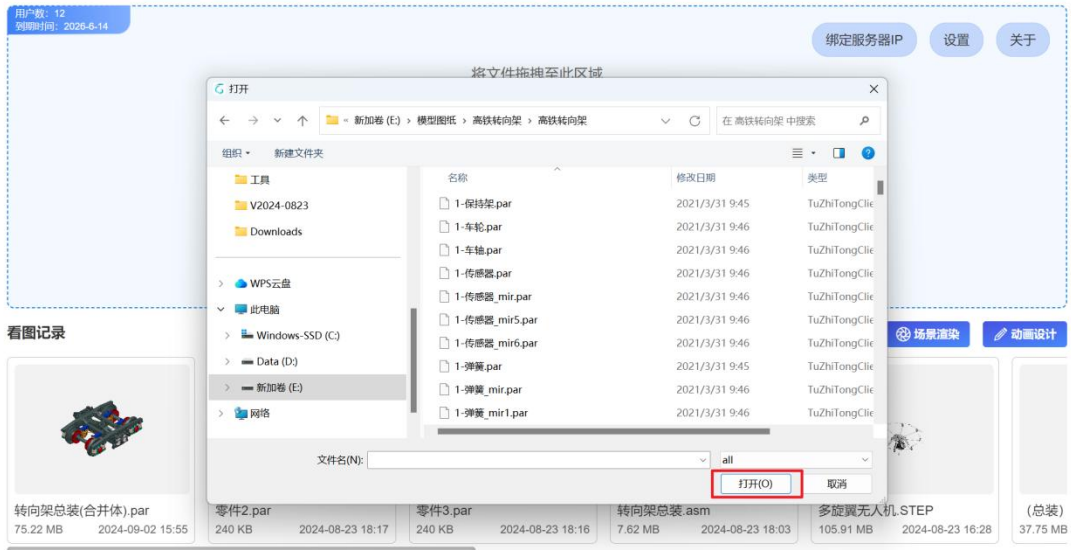 用户数：12
到期时间：2026-6-14
绑定服务器IP 设置 关于
将文件拖拽至此区域
打开
« 新加卷 (E:) › 模型图纸 › 高铁转向架 › 高铁转向架
在 高铁转向架 中搜索
组织 新建文件夹
工具
V2024-0823
Downloads
WPS云盘
此电脑
Windows-SSD (C:)
Data (D:)
新加卷 (E:)
网络
名称 修改日期 类型
1-保持架.par 2021/3/31 9:45 TuZhiTongClie
1-车轮.par 2021/3/31 9:46 TuZhiTongClie
1-车轴.par 2021/3/31 9:46 TuZhiTongClie
1-传感器.par 2021/3/31 9:46 TuZhiTongClie
1-传感器_mir.par 2021/3/31 9:46 TuZhiTongClie
1-传感器_mir5.par 2021/3/31 9:46 TuZhiTongClie
1-传感器_mir6.par 2021/3/31 9:46 TuZhiTongClie
1-弹簧.par 2021/3/31 9:45 TuZhiTongClie
1-弹簧_mir.par 2021/3/31 9:46 TuZhiTongClie
1-弹簧_mir1.par 2021/3/31 9:46 TuZhiTongClie
文件名(N): all
打开(O) 取消
看图记录
场景渲染 动画设计
转向架总装(合并体).par
75.22 MB 2024-09-02 15:55
零件2.par
240 KB 2024-08-23 18:17
零件3.par
240 KB 2024-08-23 18:16
转向架总装.asm
7.62 MB 2024-08-23 18:03
多旋翼无人机.STEP
105.91 MB 2024-08-23 16:28
(总装)
37.75 MB